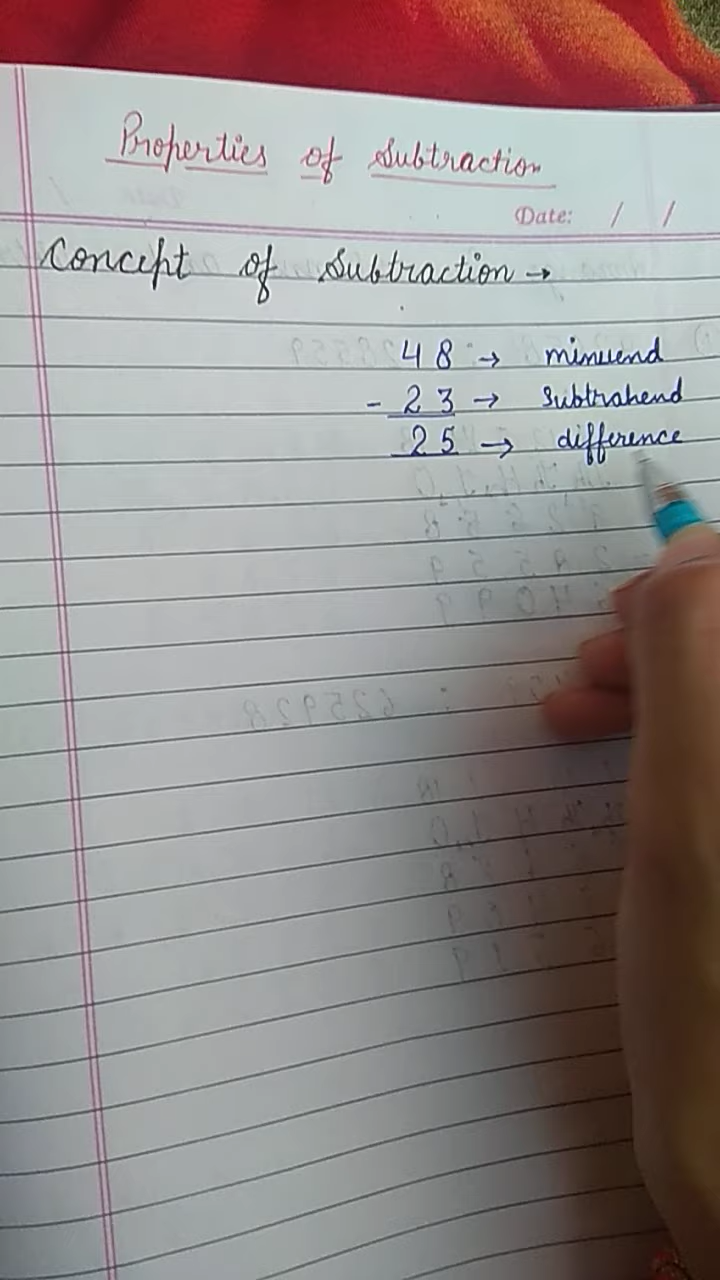 Properties of Subtraction
Date: / /
Concept of Subtraction →
48 → minuend
- 23 → Subtrahend
25 → difference